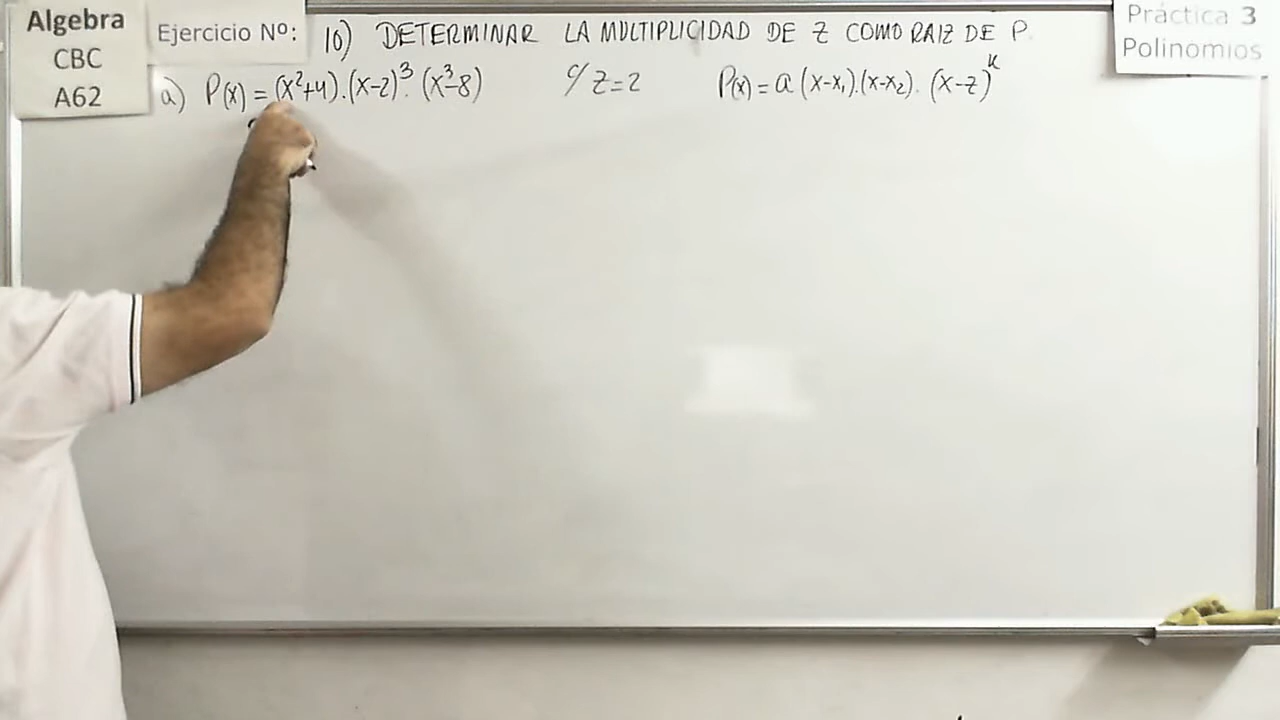 Algebra
CBC
A62
Ejercicio Nº:
Práctica 3
Polinomios
10) DETERMINAR LA MULTIPLICIDAD DE Z COMO RAIZ DE P.
a) P(x) = (x²+4).(x-2)³.(x³-8) c/ z=2 P(x) = a (x-x₁).(x-x₂). (x-z)ᵏ